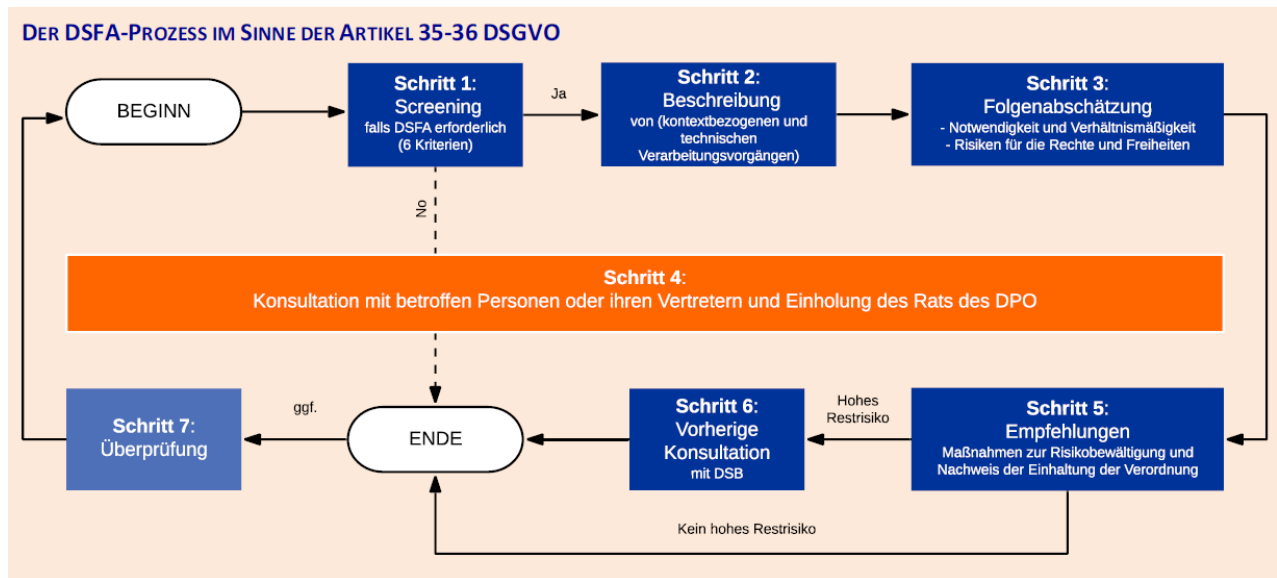 DER DSFA-PROZESS IM SINNE DER ARTIKEL 35-36 DSGVO
BEGINN
Schritt 1:
Screening
falls DSFA erforderlich
(6 Kriterien)
Ja
Schritt 2:
Beschreibung
von (kontextbezogenen und
technischen
Verarbeitungsvorgängen)
Schritt 3:
Folgenabschätzung
- Notwendigkeit und Verhältnismäßigkeit
- Risiken für die Rechte und Freiheiten
No
Schritt 4:
Konsultation mit betroffen Personen oder ihren Vertretern und Einholung des Rats des DPO
Schritt 7:
Überprüfung
ggf.
ENDE
Schritt 6:
Vorherige
Konsultation
mit DSB
Hohes
Restrisiko
Schritt 5:
Empfehlungen
Maßnahmen zur Risikobewältigung und
Nachweis der Einhaltung der Verordnung
Kein hohes Restrisiko